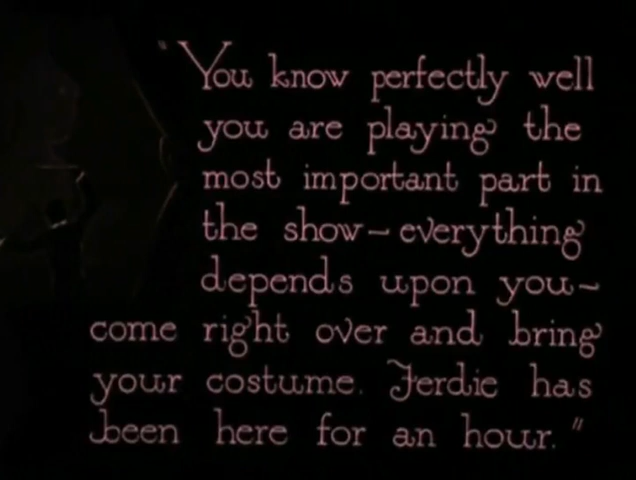 "You know perfectly well
you are playing the
most important part in
the show—everything
depends upon you—
come right over and bring
your costume. Ferdie has
been here for an hour."